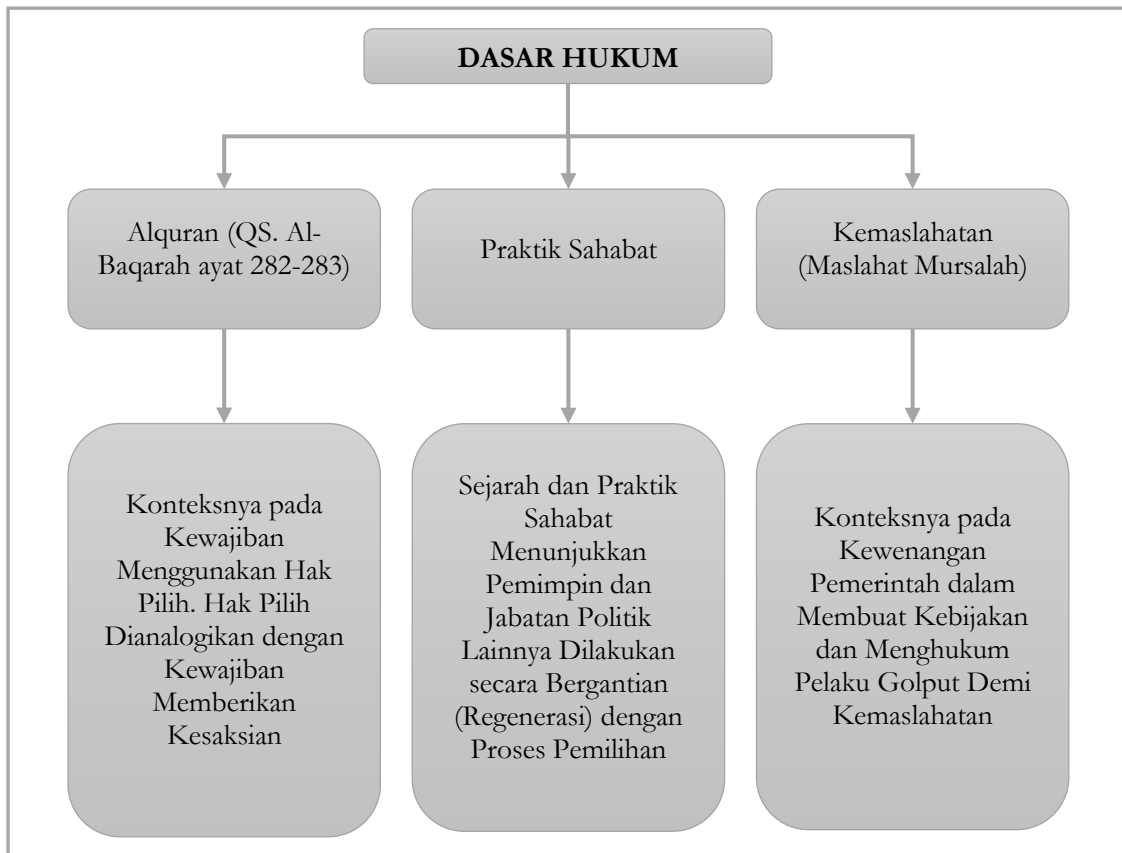 DASAR HUKUM
Alquran (QS. Al-
Baqarah ayat 282-283)
Praktik Sahabat
Kemaslahatan
(Maslahat Mursalah)
Konteksnya pada
Kewajiban
Menggunakan Hak
Pilih. Hak Pilih
Dianalogikan dengan
Kewajiban
Memberikan
Kesaksian
Sejarah dan Praktik
Sahabat
Menunjukkan
Pemimpin dan
Jabatan Politik
Lainnya Dilakukan
secara Bergantian
(Regenerasi) dengan
Proses Pemilihan
Konteksnya pada
Kewenangan
Pemerintah dalam
Membuat Kebijakan
dan Menghukum
Pelaku Golput Demi
Kemaslahatan